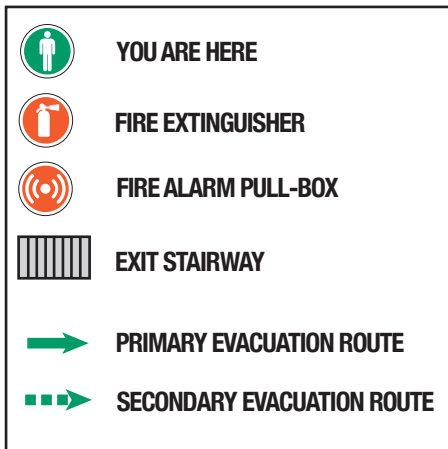 YOU ARE HERE
FIRE EXTINGUISHER
FIRE ALARM PULL-BOX
EXIT STAIRWAY
PRIMARY EVACUATION ROUTE
SECONDARY EVACUATION ROUTE